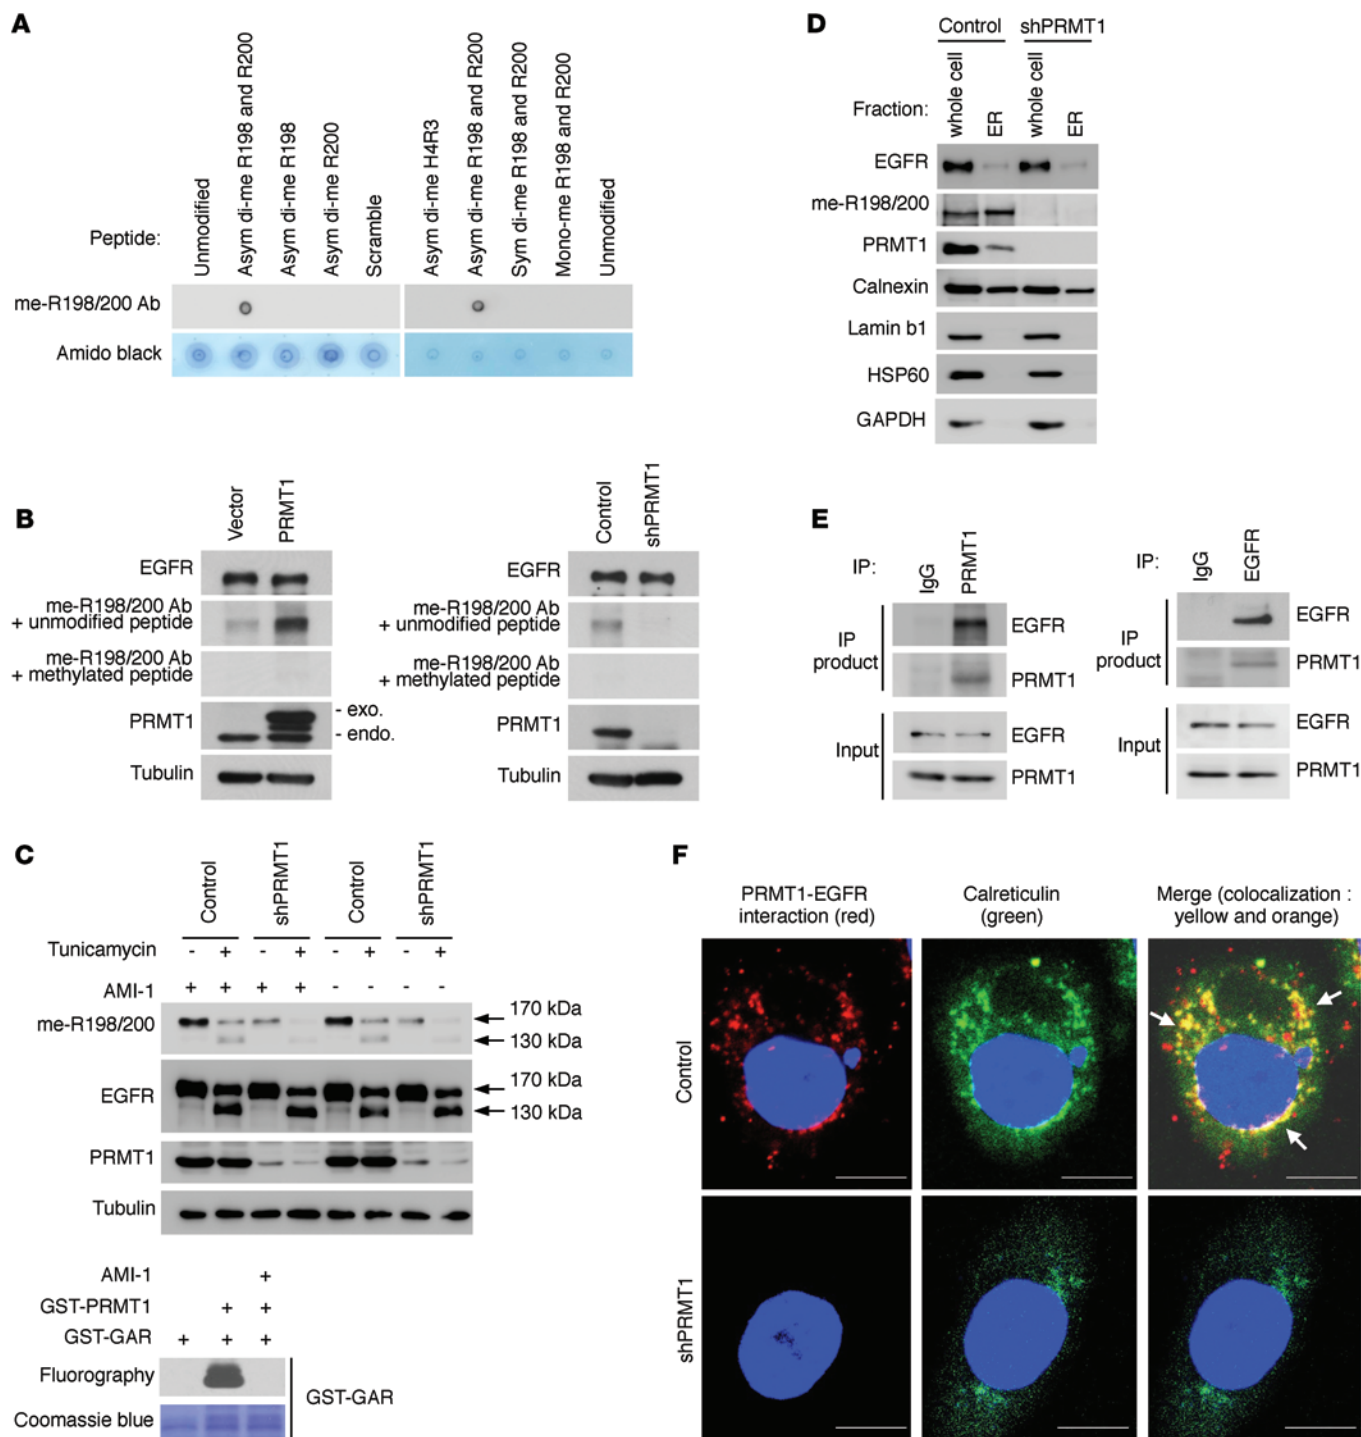 A
Peptide:
Unmodified
Asym di-me R198 and R200
Asym di-me R198
Asym di-me R200
Scramble
Asym di-me H4R3
Asym di-me R198 and R200
Sym di-me R198 and R200
Mono-me R198 and R200
Unmodified
me-R198/200 Ab
Amido black
B
Vector
PRMT1
EGFR
me-R198/200 Ab
+ unmodified peptide
me-R198/200 Ab
+ methylated peptide
PRMT1
- exo.
- endo.
Tubulin
Control
shPRMT1
EGFR
me-R198/200 Ab
+ unmodified peptide
me-R198/200 Ab
+ methylated peptide
PRMT1
Tubulin
C
Control
shPRMT1
Control
shPRMT1
Tunicamycin - + - + - + - +
AMI-1 + + + + - - - -
me-R198/200
170 kDa
130 kDa
EGFR
170 kDa
130 kDa
PRMT1
Tubulin
AMI-1 +
GST-PRMT1 + +
GST-GAR + + +
Fluorography
Coomassie blue
GST-GAR
D
Control shPRMT1
Fraction:
whole cell
ER
whole cell
ER
EGFR
me-R198/200
PRMT1
Calnexin
Lamin b1
HSP60
GAPDH
E
IP:
IgG
PRMT1
IP
product
EGFR
PRMT1
Input
EGFR
PRMT1
IP:
IgG
EGFR
IP
product
EGFR
PRMT1
Input
EGFR
PRMT1
F
PRMT1-EGFR
interaction (red)
Calreticulin
(green)
Merge (colocalization :
yellow and orange)
Control
shPRMT1